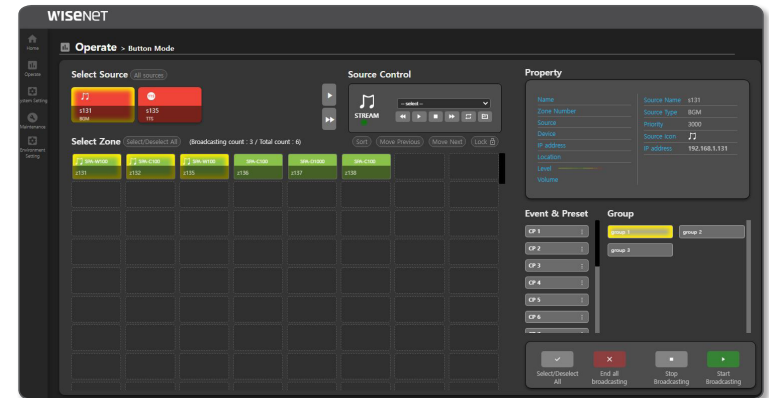 WISENET
Home
Operate
System Setting
Maintenance
Environment
Setting
Operate > Button Mode
Select Source All sources
s131
BGM
s135
TTS
Source Control
STREAM
-- select --
Select Zone Select/Deselect All (Broadcasting count : 3 / Total count : 6) Sort Move Previous Move Next Lock
SPA-W100
z131
SPA-C100
z132
SPA-M100
z135
SPA-C100
z136
SPA-D1000
z137
SPA-C100
z138
Property
Name
Zone Number
Source
Device
IP address
Location
Level
Volume
Source Name s131
Source Type BGM
Priority 3000
Source Icon
IP address 192.168.1.131
Event & Preset
CP 1
CP 2
CP 3
CP 4
CP 5
CP 6
Group
group 1
group 2
group 3
Select/Deselect
All
End all
broadcasting
Stop
Broadcasting
Start
Broadcasting